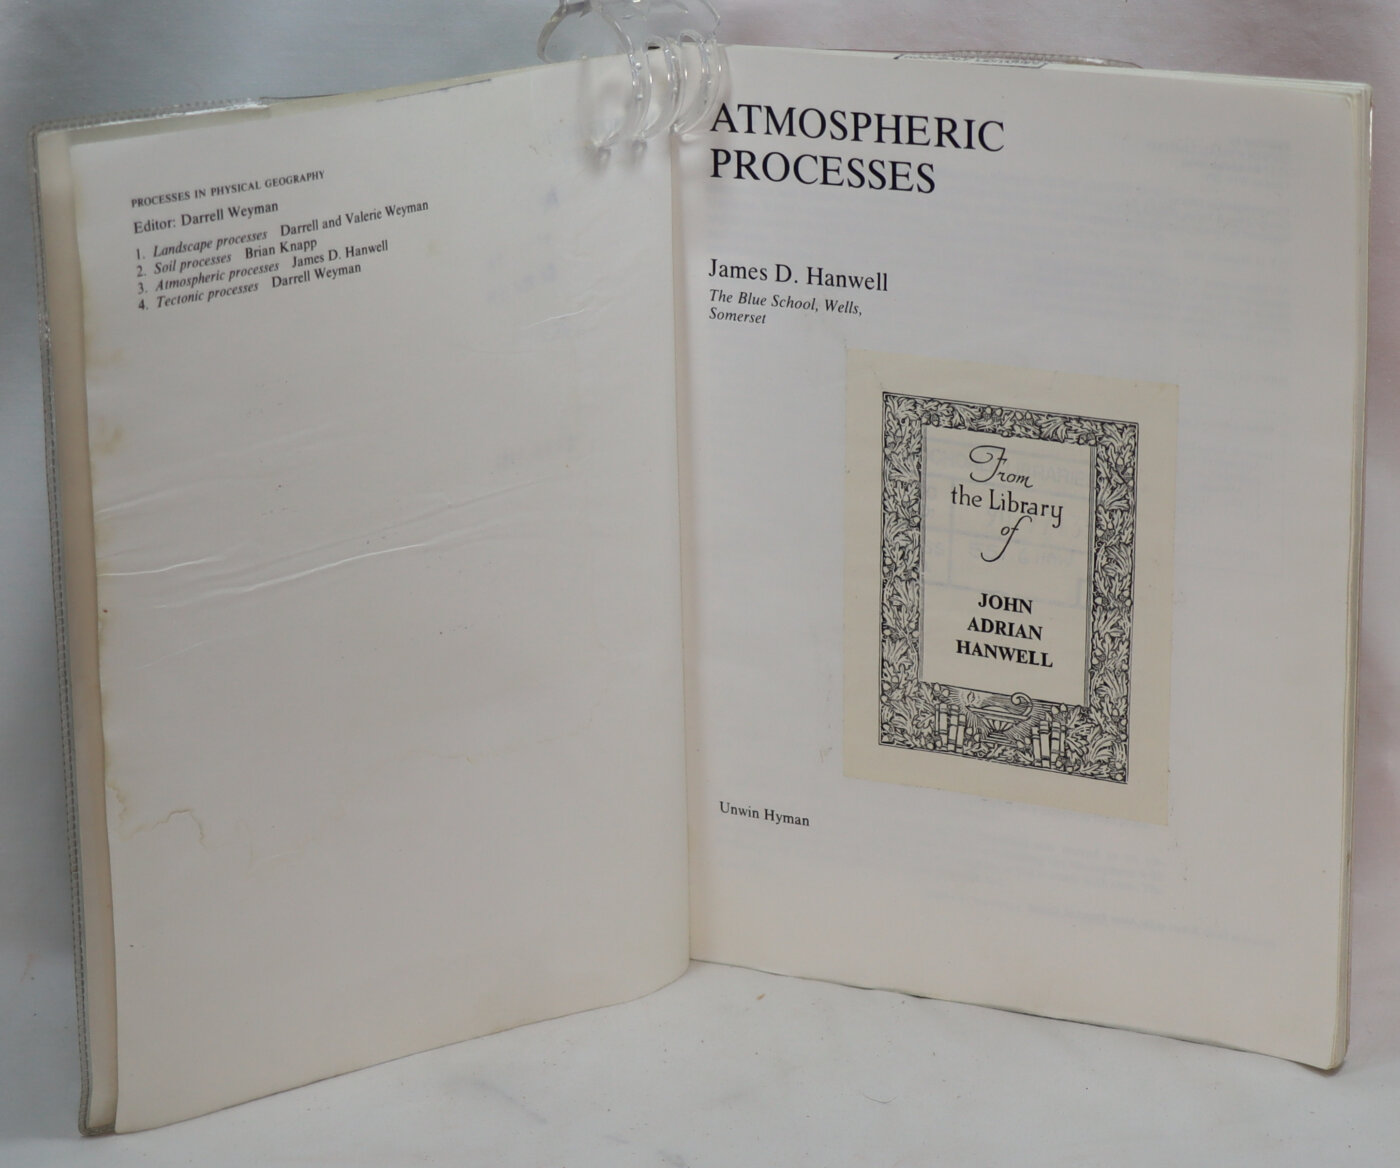 PROCESSES IN PHYSICAL GEOGRAPHY
Editor: Darrell Weyman
1. Landscape processes Darrell and Valerie Weyman
2. Soil processes Brian Knapp
3. Atmospheric processes James D. Hanwell
4. Tectonic processes Darrell Weyman
ATMOSPHERIC
PROCESSES
James D. Hanwell
The Blue School, Wells,
Somerset
From
the Library
of
JOHN
ADRIAN
HANWELL
Unwin Hyman